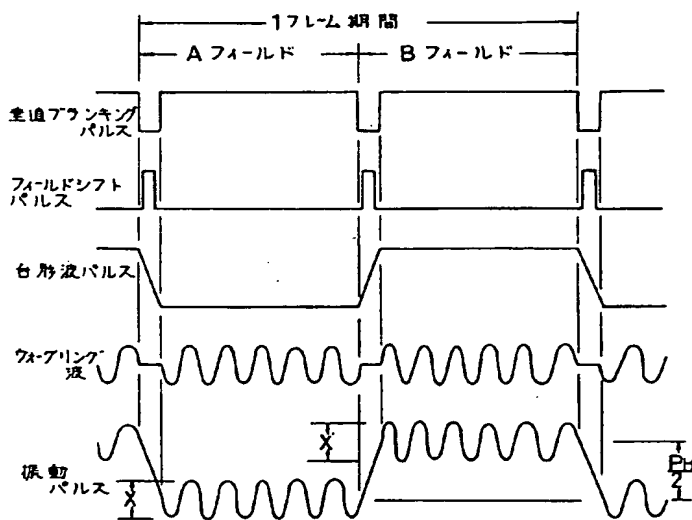 1フレーム期間
Aフィールド
Bフィールド
垂直ブランキング
パルス
フィールドシフト
パルス
台形波パルス
ウォーブリング
波
振動
パルス
X
X
PH
2